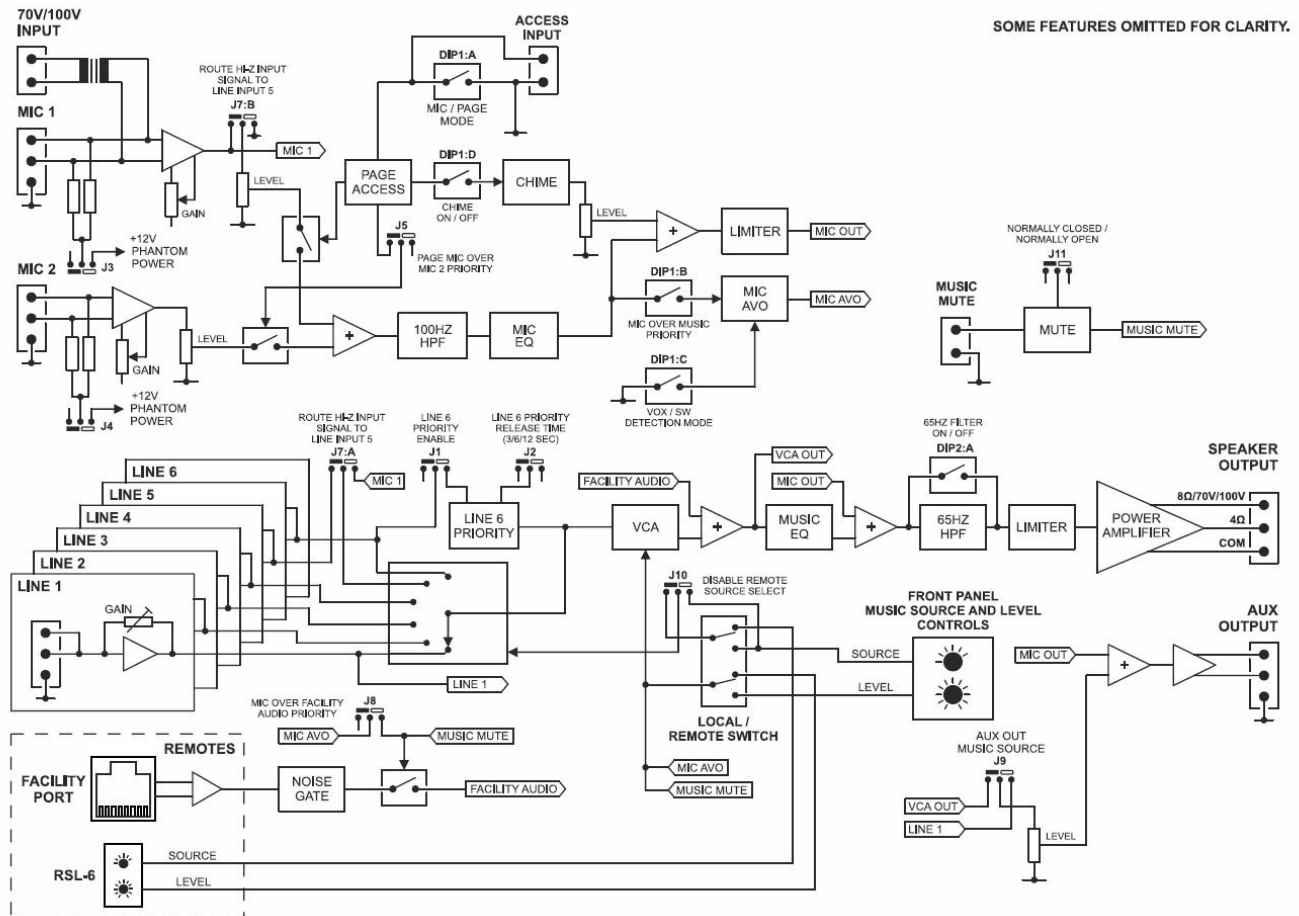 70V/100V
INPUT
ACCESS
INPUT
SOME FEATURES OMITTED FOR CLARITY.
DIP1:A
MIC / PAGE
MODE
ROUTE HI-Z INPUT
SIGNAL TO
LINE INPUT 5
J7:B
MIC 1
MIC 1
LEVEL
GAIN
+12V
PHANTOM
POWER
J3
PAGE
ACCESS
DIP1:D
CHIME
ON / OFF
CHIME
LEVEL
+
LIMITER
MIC OUT
J5
PAGE MIC OVER
MIC 2 PRIORITY
MIC 2
LEVEL
GAIN
+12V
PHANTOM
POWER
J4
+
100HZ
HPF
MIC
EQ
DIP1:B
MIC OVER MUSIC
PRIORITY
MIC
AVO
MIC AVO
DIP1:C
VOX / SW
DETECTION MODE
NORMALLY CLOSED /
NORMALLY OPEN
J11
MUSIC
MUTE
MUTE
MUSIC MUTE
ROUTE HI-Z INPUT
SIGNAL TO
LINE INPUT 5
J7:A
MIC 1
LINE 6
PRIORITY
ENABLE
J1
LINE 6 PRIORITY
RELEASE TIME
(3/6/12 SEC)
J2
LINE 6
LINE 5
LINE 4
LINE 3
LINE 2
LINE 1
GAIN
LINE 6
PRIORITY
LINE 1
VCA
FACILITY AUDIO
+
VCA OUT
MIC OUT
MUSIC
EQ
+
65HZ FILTER
ON / OFF
DIP2:A
65HZ
HPF
LIMITER
POWER
AMPLIFIER
SPEAKER
OUTPUT
8Ω/70V/100V
4Ω
COM
J10
DISABLE REMOTE
SOURCE SELECT
LOCAL /
REMOTE SWITCH
SOURCE
LEVEL
FRONT PANEL
MUSIC SOURCE AND LEVEL
CONTROLS
MIC AVO
MUSIC MUTE
AUX
OUTPUT
MIC OUT
+
AUX OUT
MUSIC SOURCE
J9
VCA OUT
LINE 1
LEVEL
MIC OVER FACILITY
AUDIO PRIORITY
J8
MIC AVO
MUSIC MUTE
REMOTES
FACILITY
PORT
NOISE
GATE
FACILITY AUDIO
RSL-6
SOURCE
LEVEL